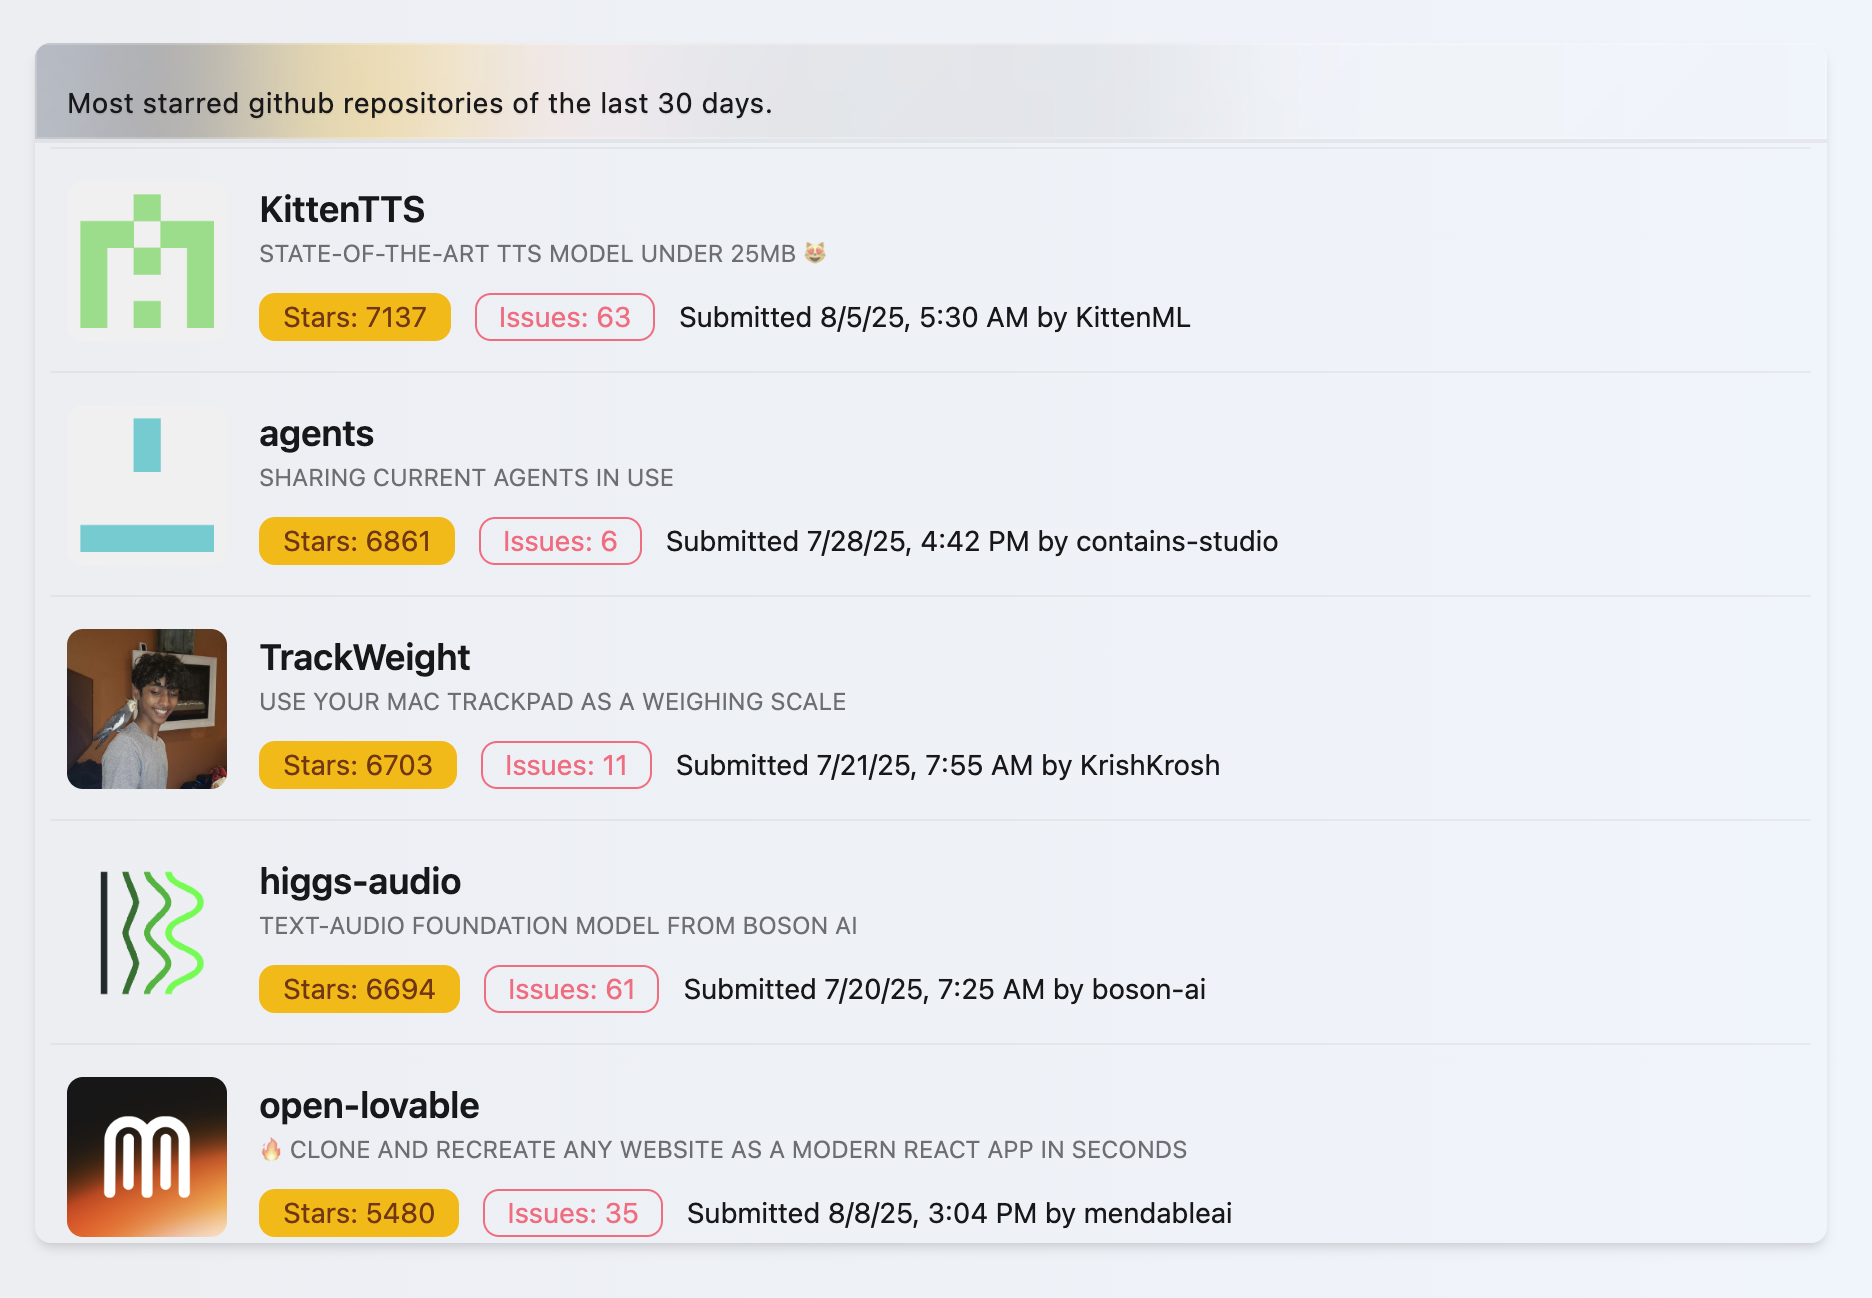 Most starred github repositories of the last 30 days.
KittenTTS
STATE-OF-THE-ART TTS MODEL UNDER 25MB 😻
Stars: 7137 Issues: 63 Submitted 8/5/25, 5:30 AM by KittenML
agents
SHARING CURRENT AGENTS IN USE
Stars: 6861 Issues: 6 Submitted 7/28/25, 4:42 PM by contains-studio
TrackWeight
USE YOUR MAC TRACKPAD AS A WEIGHING SCALE
Stars: 6703 Issues: 11 Submitted 7/21/25, 7:55 AM by KrishKrosh
higgs-audio
TEXT-AUDIO FOUNDATION MODEL FROM BOSON AI
Stars: 6694 Issues: 61 Submitted 7/20/25, 7:25 AM by boson-ai
open-lovable
🔥 CLONE AND RECREATE ANY WEBSITE AS A MODERN REACT APP IN SECONDS
Stars: 5480 Issues: 35 Submitted 8/8/25, 3:04 PM by mendableai